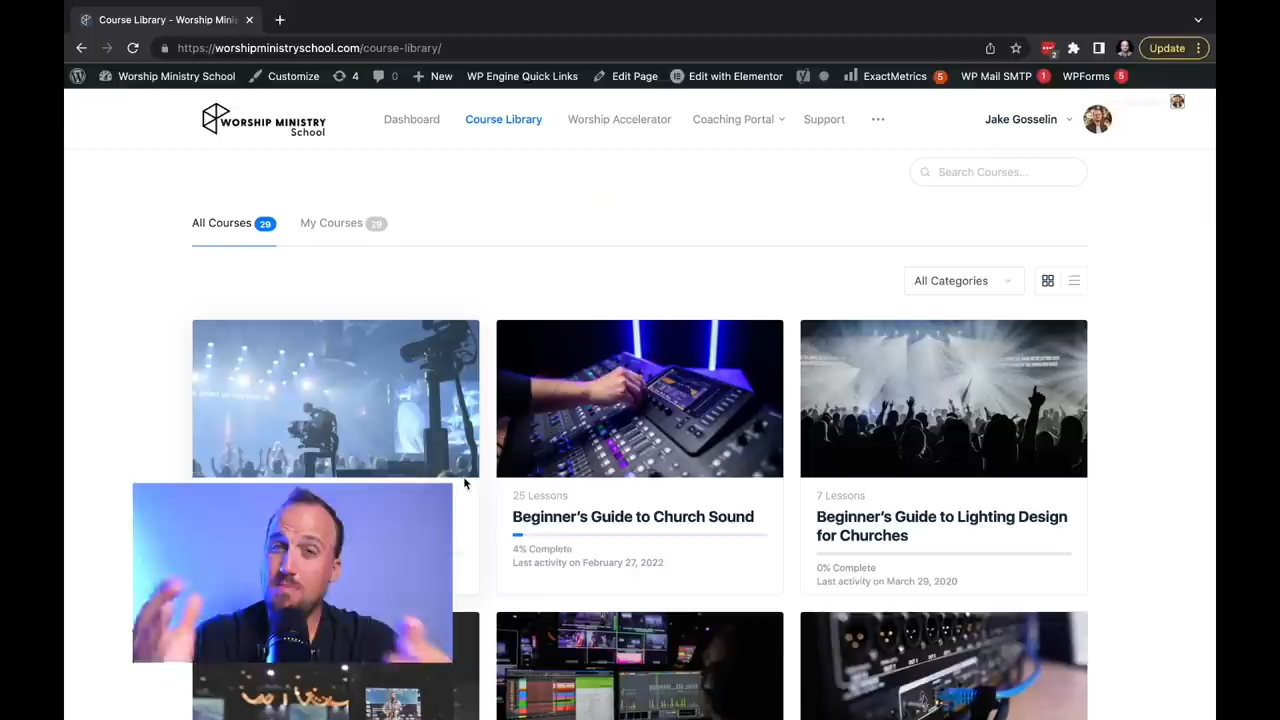 Course Library - Worship Minis
https://worshipministryschool.com/course-library/
2
Update
Worship Ministry School Customize 4 0 New WP Engine Quick Links Edit Page Edit with Elementor ExactMetrics 5 WP Mail SMTP 1 WPForms 5
WORSHIP MINISTRY
School
Dashboard Course Library Worship Accelerator Coaching Portal Support
Jake Gosselin
Search Courses...
All Courses 29 My Courses 29
All Categories
25 Lessons
Beginner’s Guide to Church Sound
4% Complete
Last activity on February 27, 2022
7 Lessons
Beginner’s Guide to Lighting Design
for Churches
0% Complete
Last activity on March 29, 2020